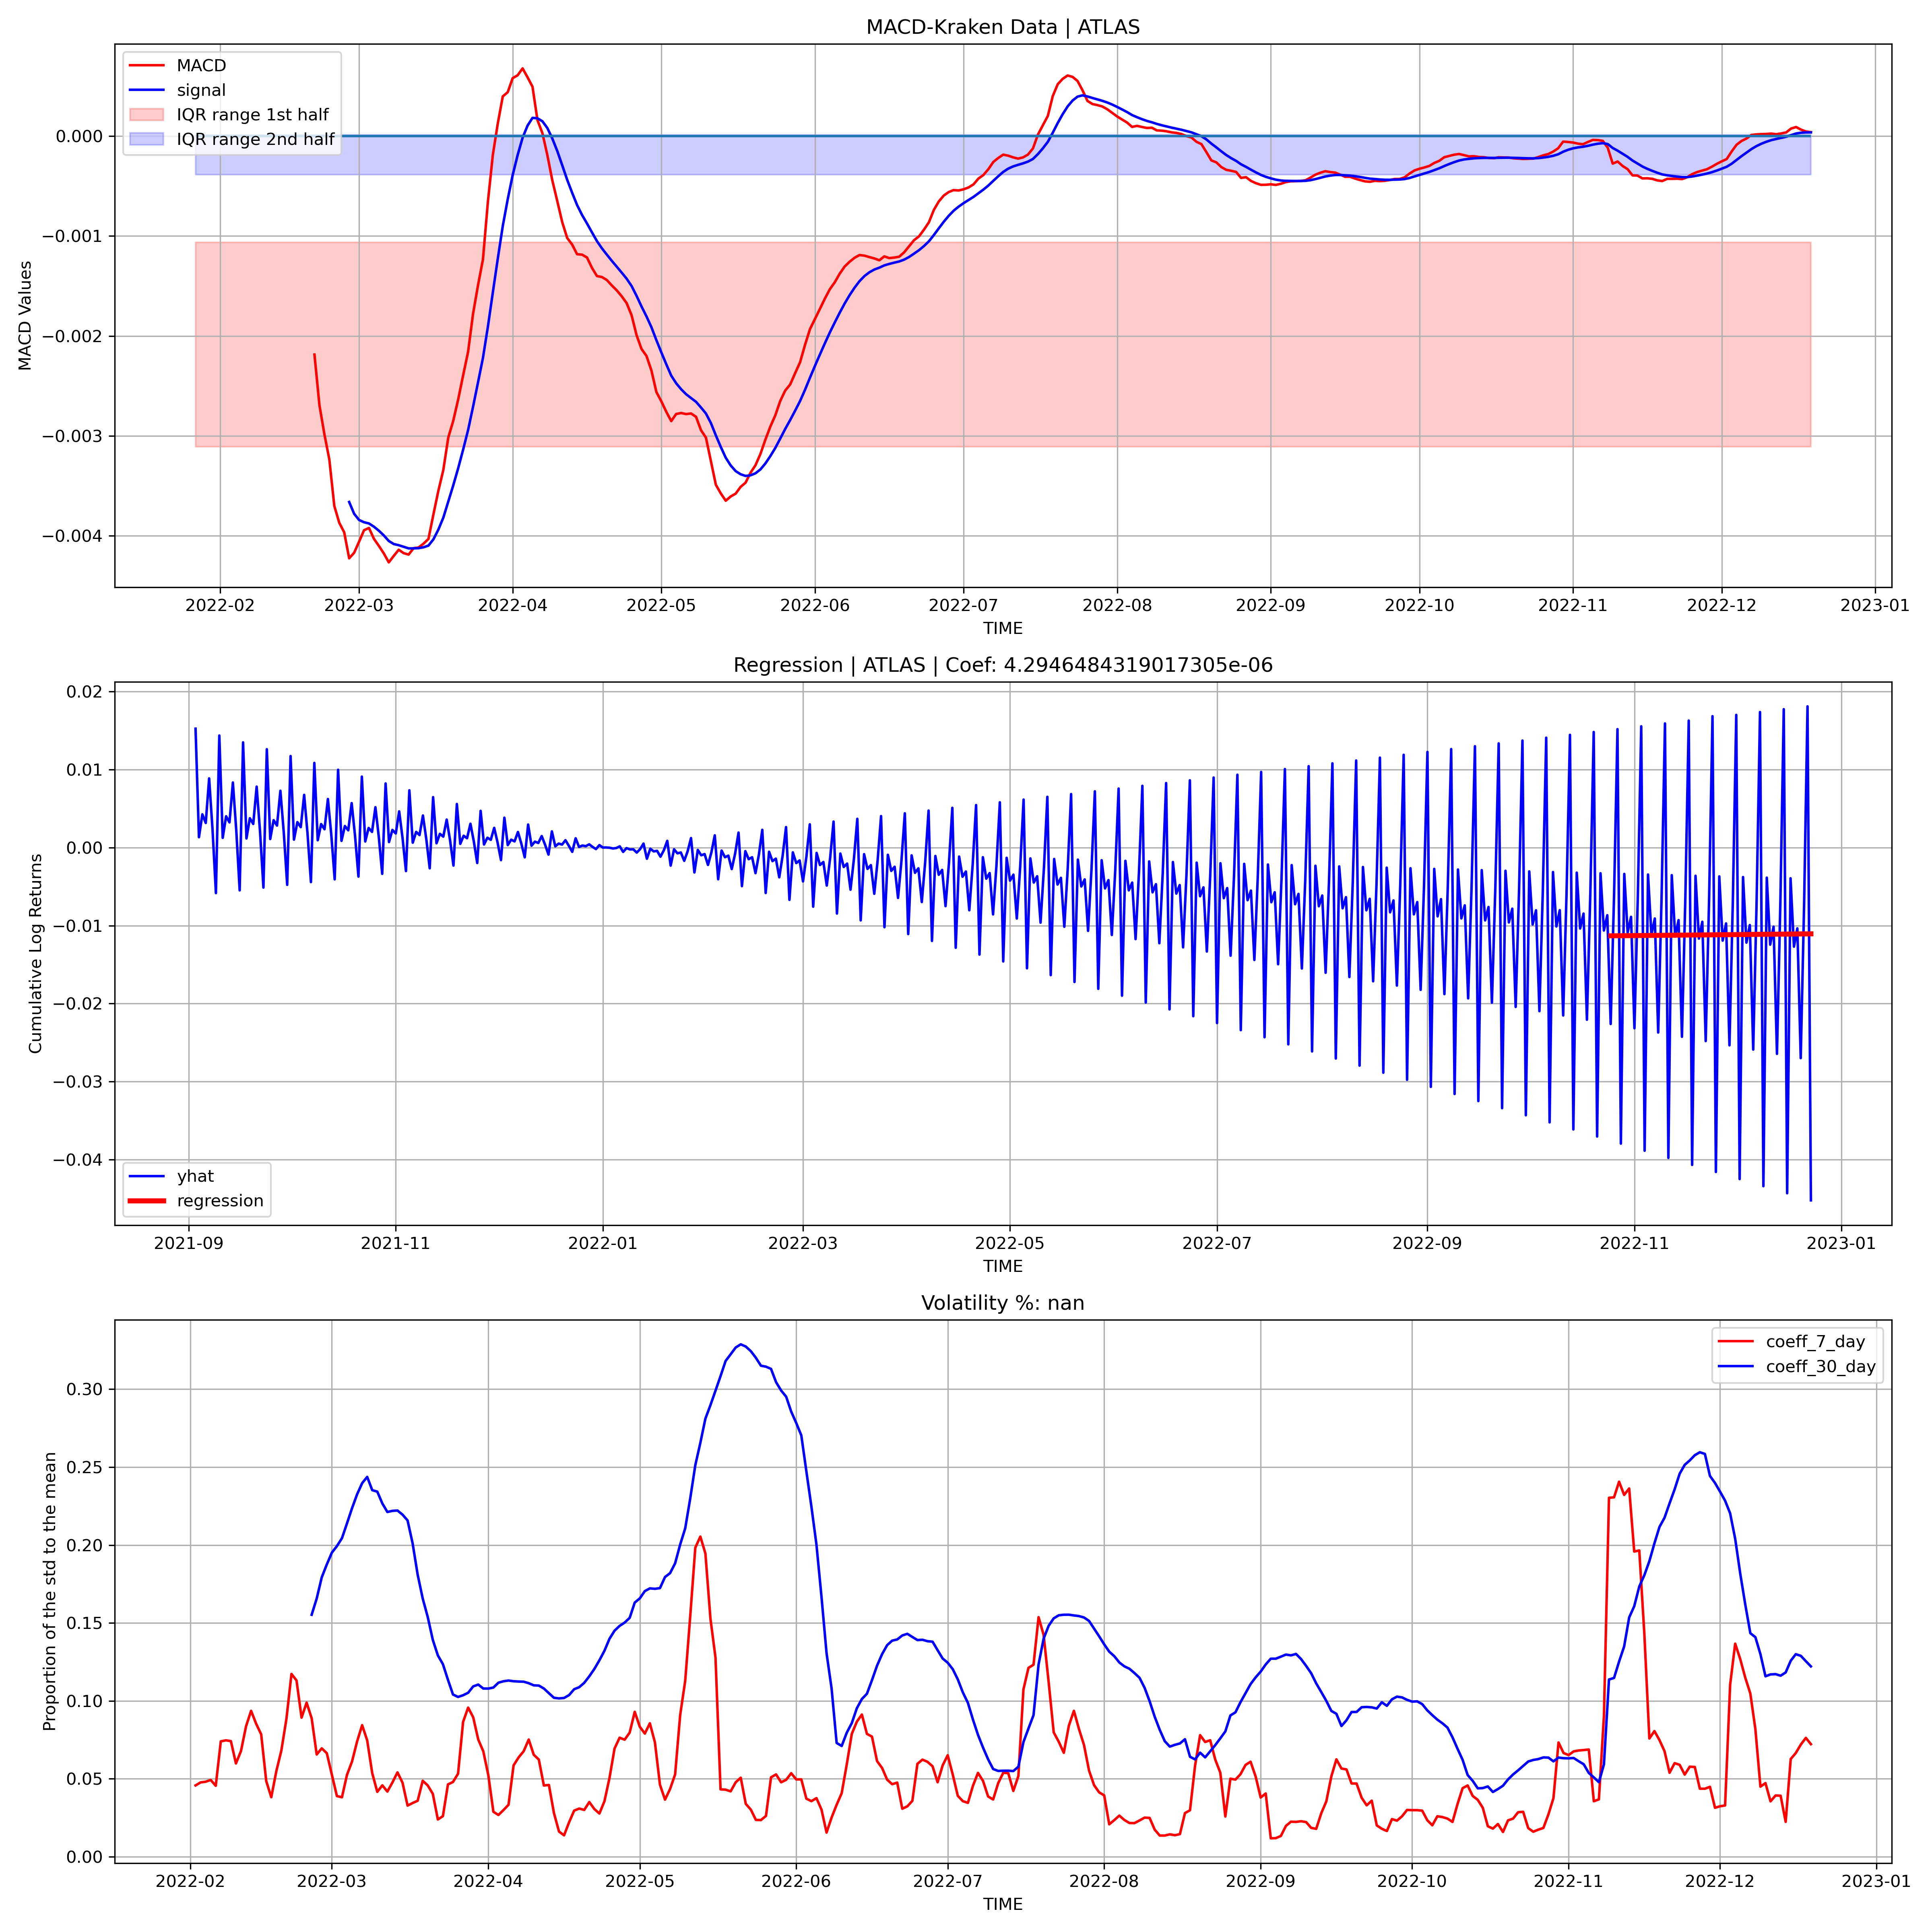 MACD-Kraken Data | ATLAS
MACD
signal
IQR range 1st half
IQR range 2nd half
0.000
−0.001
−0.002
−0.003
−0.004
MACD Values
2022-02 2022-03 2022-04 2022-05 2022-06 2022-07 2022-08 2022-09 2022-10 2022-11 2022-12 2023-01
TIME
Regression | ATLAS | Coef: 4.2946484319017305e-06
0.02
0.01
0.00
−0.01
−0.02
−0.03
−0.04
Cumulative Log Returns
yhat
regression
2021-09 2021-11 2022-01 2022-03 2022-05 2022-07 2022-09 2022-11 2023-01
TIME
Volatility %: nan
coeff_7_day
coeff_30_day
0.30
0.25
0.20
0.15
0.10
0.05
0.00
Proportion of the std to the mean
2022-02 2022-03 2022-04 2022-05 2022-06 2022-07 2022-08 2022-09 2022-10 2022-11 2022-12 2023-01
TIME